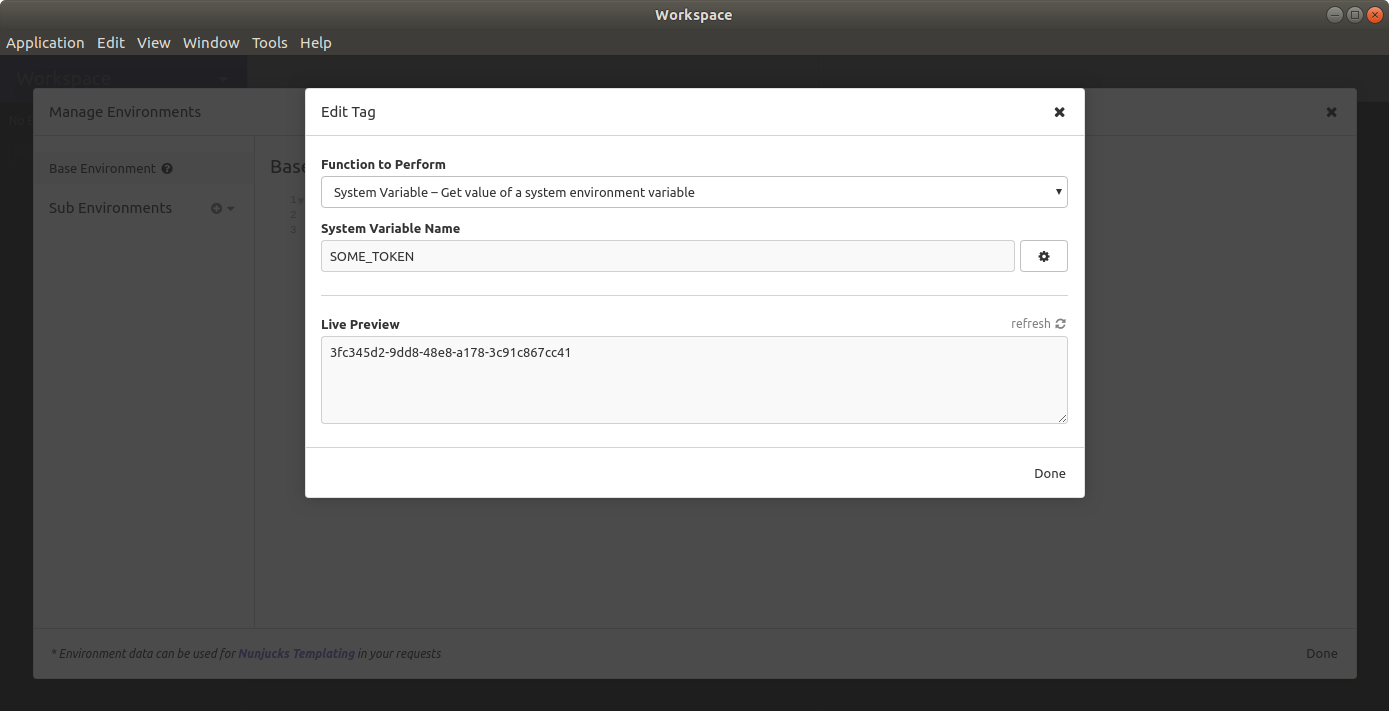 Workspace
Application Edit View Window Tools Help
Workspace
Manage Environments
Edit Tag
Base Environment
Base
Function to Perform
System Variable – Get value of a system environment variable
Sub Environments
1
2
3
System Variable Name
SOME_TOKEN
Live Preview
refresh
3fc345d2-9dd8-48e8-a178-3c91c867cc41
Done
* Environment data can be used for Nunjucks Templating in your requests
Done